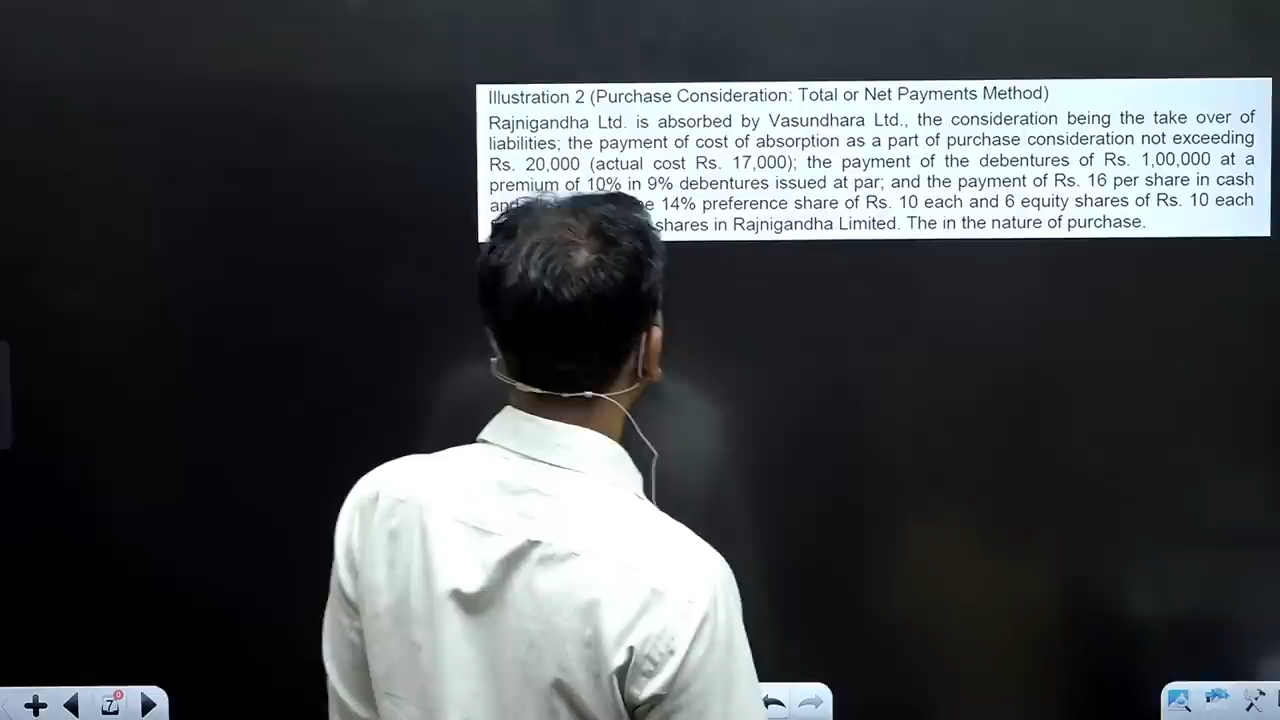 Illustration 2 (Purchase Consideration: Total or Net Payments Method)
Rajnigandha Ltd. is absorbed by Vasundhara Ltd., the consideration being the take over of
liabilities; the payment of cost of absorption as a part of purchase consideration not exceeding
Rs. 20,000 (actual cost Rs. 17,000); the payment of the debentures of Rs. 1,00,000 at a
premium of 10% in 9% debentures issued at par; and the payment of Rs. 16 per share in cash
14% preference share of Rs. 10 each and 6 equity shares of Rs. 10 each
shares in Rajnigandha Limited. The in the nature of purchase.
7
0